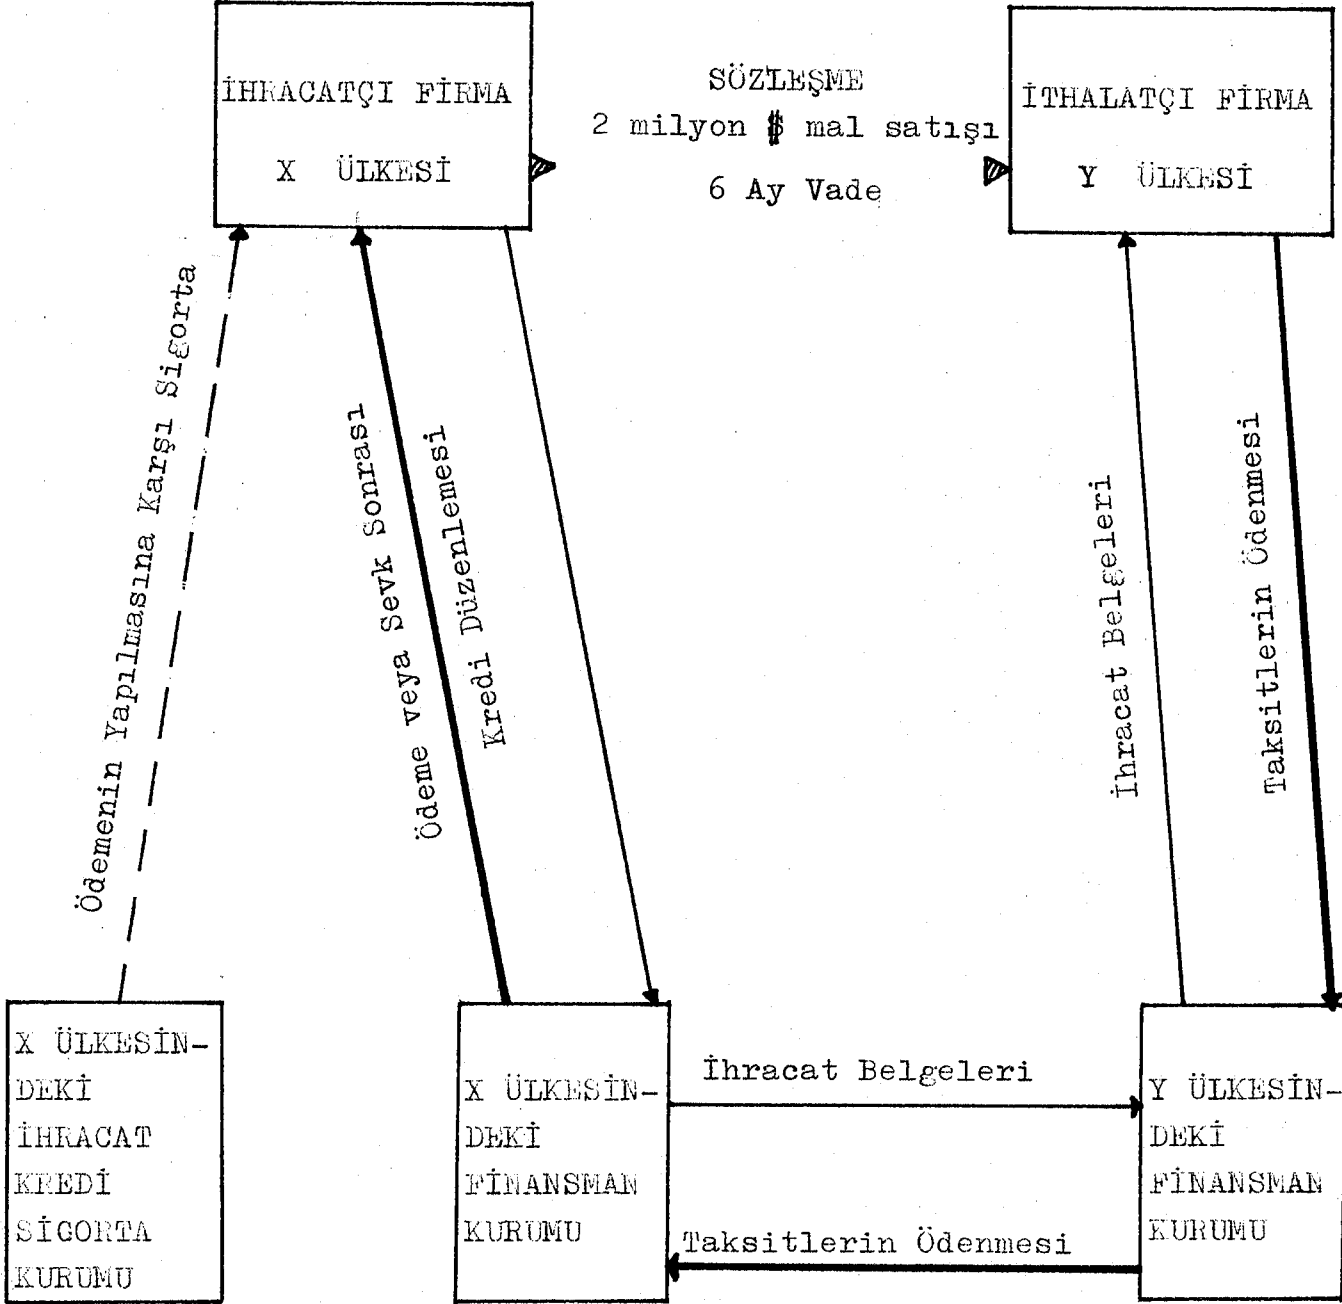 İHRACATÇI FİRMA
X ÜLKESİ
SÖZLEŞME
2 milyon $ mal satışı
6 Ay Vade
İTHALATÇI FİRMA
Y ÜLKESİ
Ödemenin Yapılmasına Karşı Sigorta
Ödeme veya Sevk Sonrası
Kredi Düzenlemesi
İhracat Belgeleri
Taksitlerin Ödenmesi
X ÜLKESİN-
DEKİ
İHRACAT
KREDİ
SİGORTA
KURUMU
X ÜLKESİN-
DEKİ
FİNANSMAN
KURUMU
İhracat Belgeleri
Taksitlerin Ödenmesi
Y ÜLKESİN-
DEKİ
FİNANSMAN
KURUMU